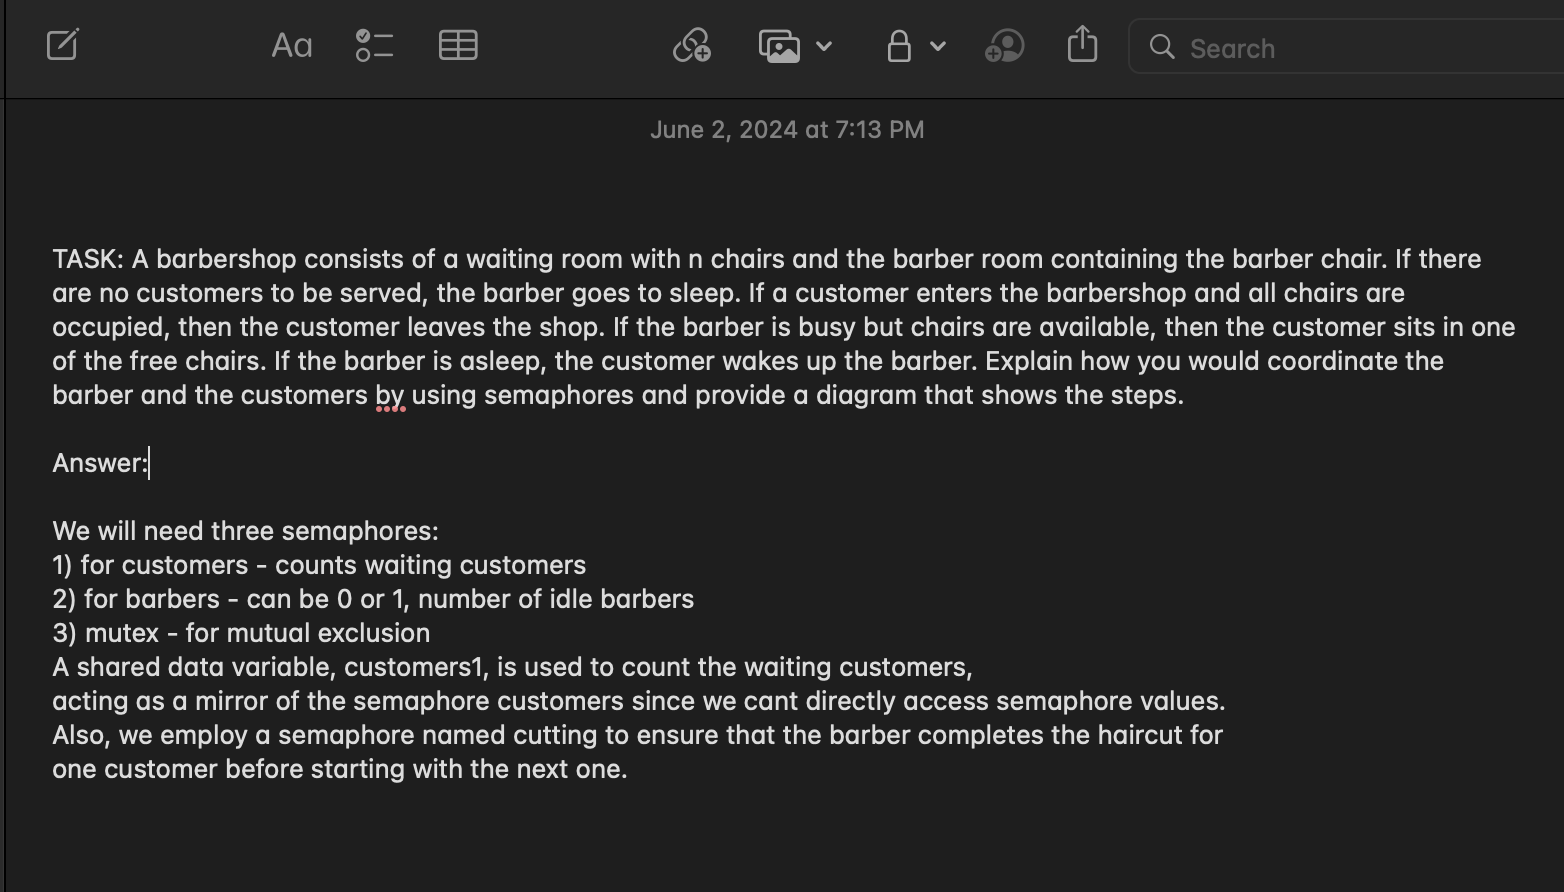 Aa
Search
June 2, 2024 at 7:13 PM
TASK: A barbershop consists of a waiting room with n chairs and the barber room containing the barber chair. If there
are no customers to be served, the barber goes to sleep. If a customer enters the barbershop and all chairs are
occupied, then the customer leaves the shop. If the barber is busy but chairs are available, then the customer sits in one
of the free chairs. If the barber is asleep, the customer wakes up the barber. Explain how you would coordinate the
barber and the customers by using semaphores and provide a diagram that shows the steps.
Answer:
We will need three semaphores:
1) for customers - counts waiting customers
2) for barbers - can be 0 or 1, number of idle barbers
3) mutex - for mutual exclusion
A shared data variable, customers1, is used to count the waiting customers,
acting as a mirror of the semaphore customers since we cant directly access semaphore values.
Also, we employ a semaphore named cutting to ensure that the barber completes the haircut for
one customer before starting with the next one.